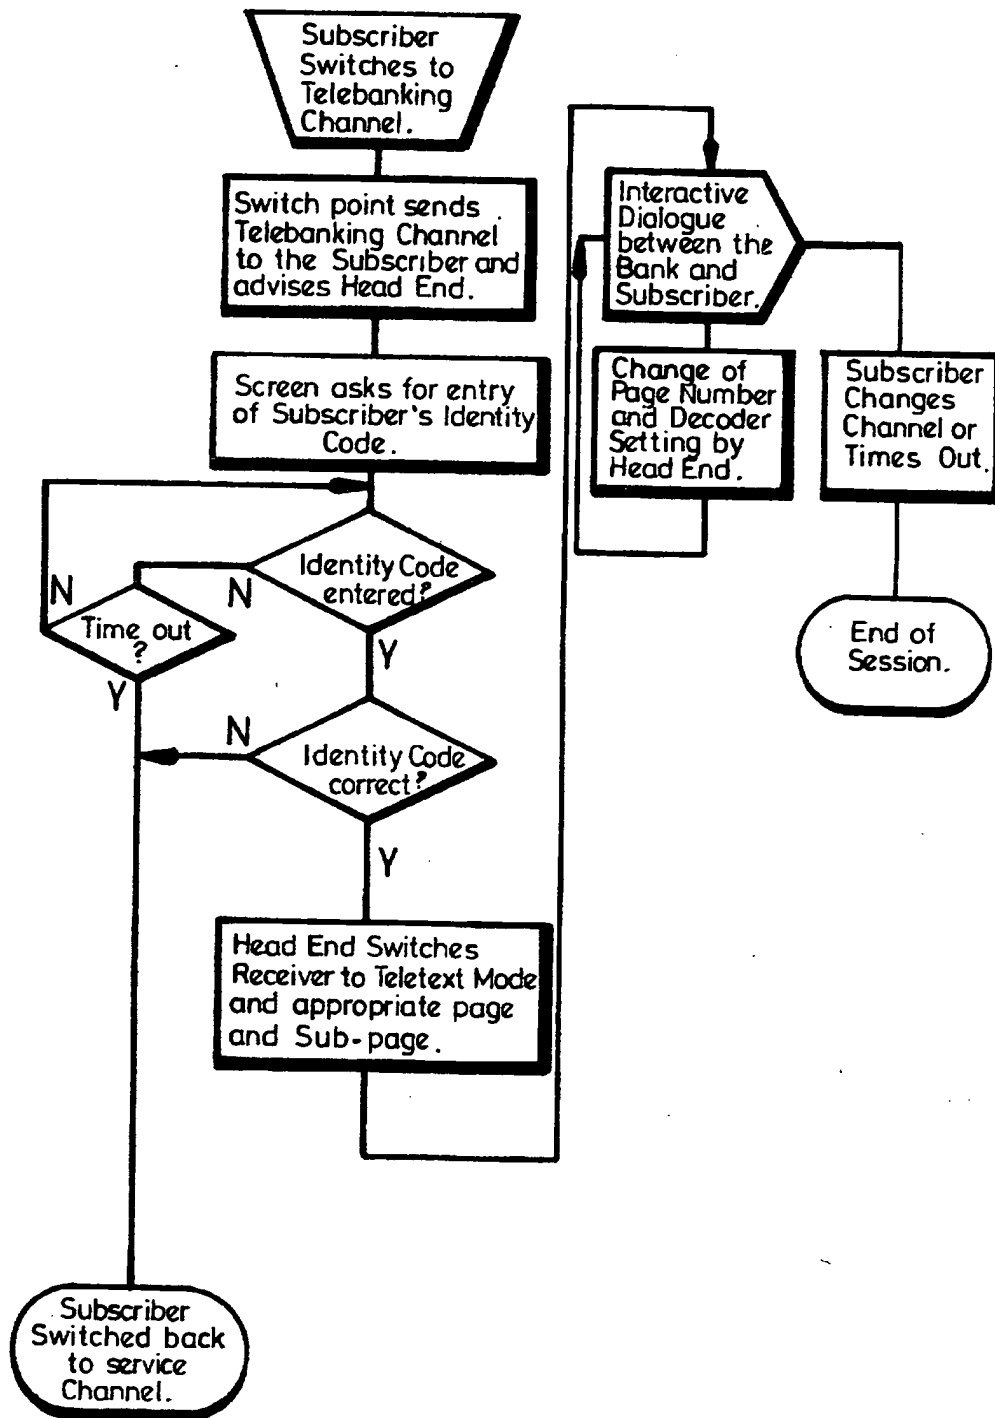 Subscriber
Switches to
Telebanking
Channel.
Switch point sends
Telebanking Channel
to the Subscriber and
advises Head End.
Screen asks for entry
of Subscriber's Identity
Code.
Identity Code
entered?
N
Y
Time out
?
N
Y
Identity Code
correct?
N
Y
Head End Switches
Receiver to Teletext Mode
and appropriate page
and Sub-page.
Subscriber
Switched back
to service
Channel.
Interactive
Dialogue
between the
Bank and
Subscriber.
Change of
Page Number
and Decoder
Setting by
Head End.
Subscriber
Changes
Channel or
Times Out.
End of
Session.